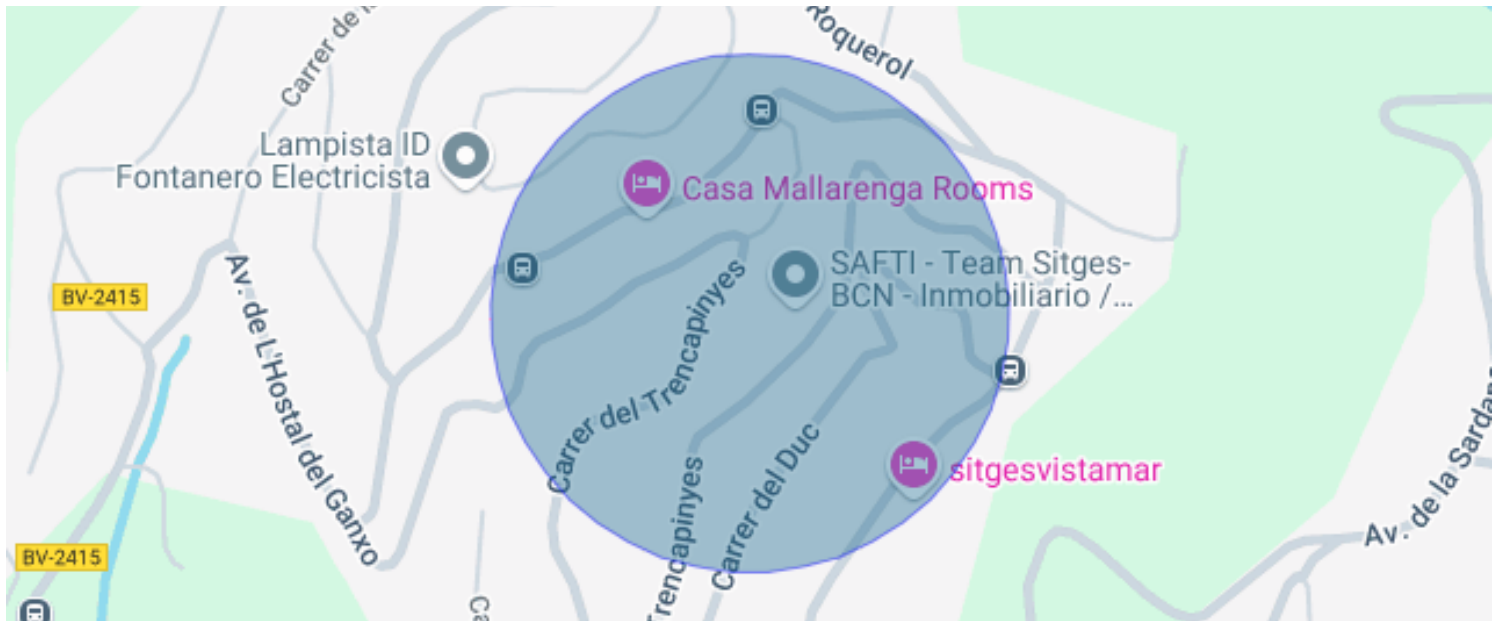 Carrer de l
Roquerol
Lampista ID
Fontanero Electricista
Casa Mallarenga Rooms
SAFTI - Team Sitges-
BCN - Inmobiliario /...
BV-2415
Av. de L'Hostal del Ganxo
Carrer del Trencapinyes
Trencapinyes
Carrer del Duc
sitgesvistamar
Av. de la Sardana
BV-2415
Ca